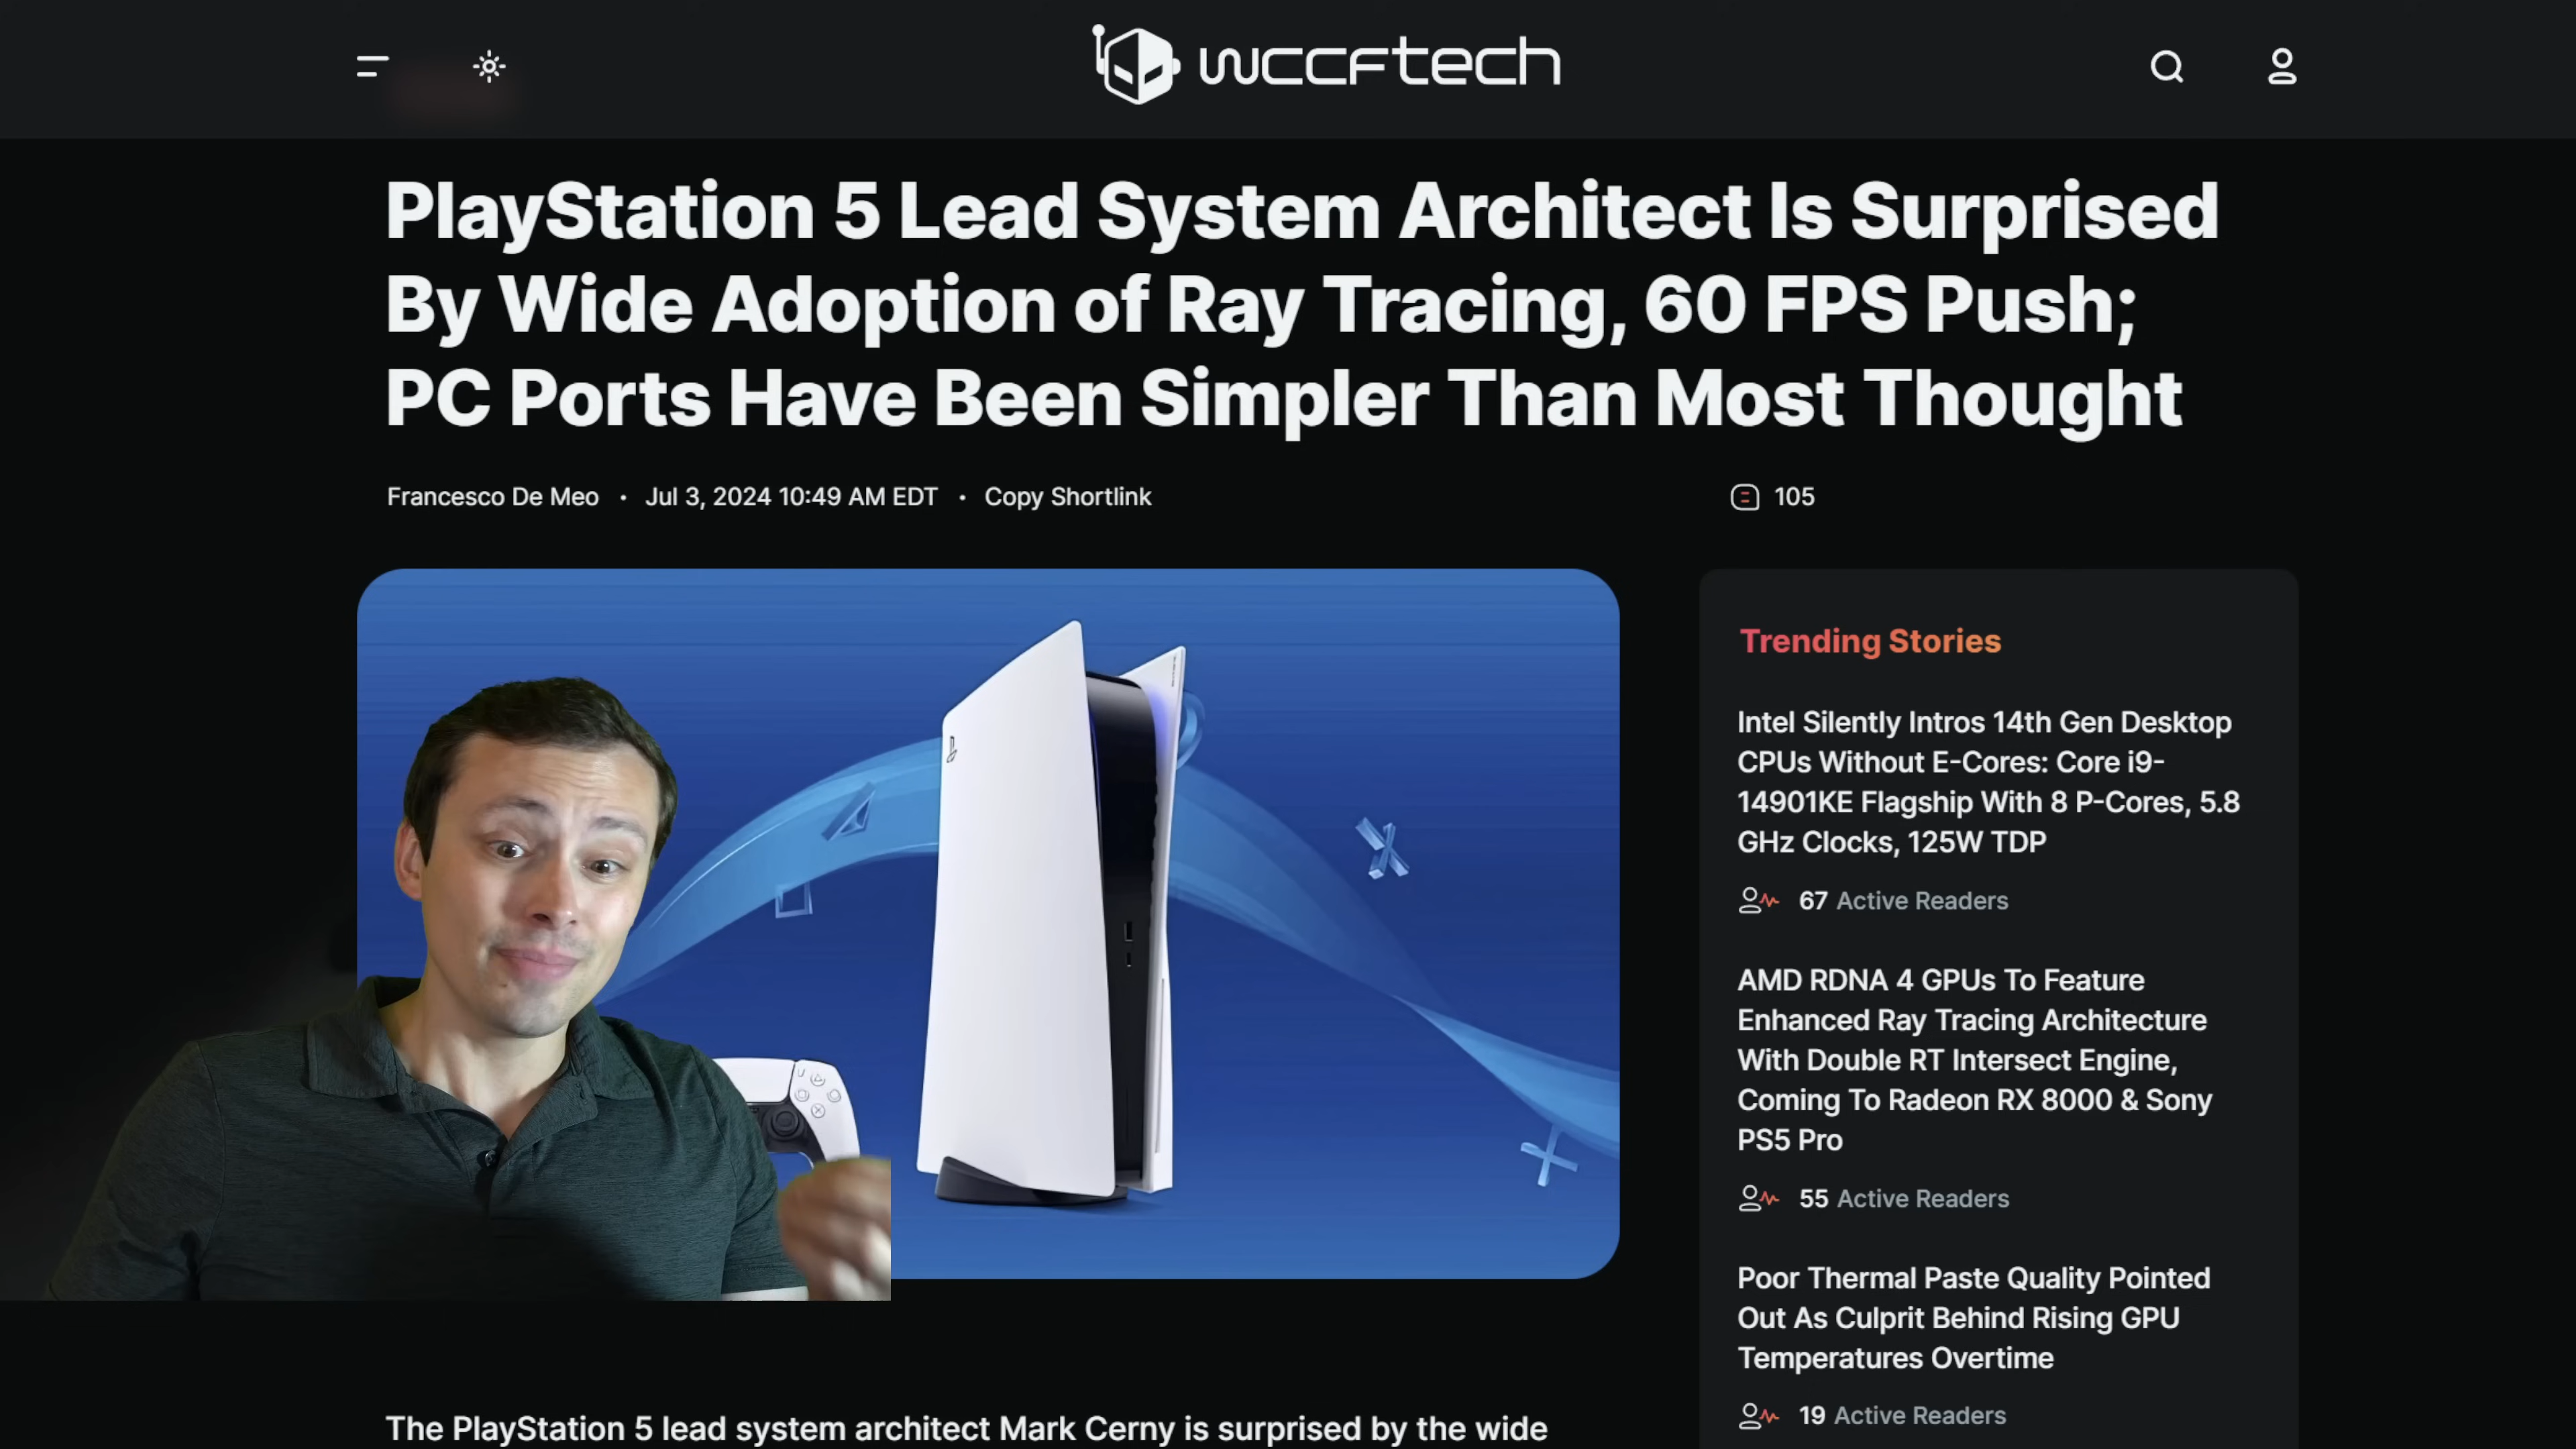 wccftech
PlayStation 5 Lead System Architect Is Surprised
By Wide Adoption of Ray Tracing, 60 FPS Push;
PC Ports Have Been Simpler Than Most Thought
Francesco De Meo • Jul 3, 2024 10:49 AM EDT • Copy Shortlink
105
Trending Stories
Intel Silently Intros 14th Gen Desktop
CPUs Without E-Cores: Core i9-
14901KE Flagship With 8 P-Cores, 5.8
GHz Clocks, 125W TDP
67 Active Readers
AMD RDNA 4 GPUs To Feature
Enhanced Ray Tracing Architecture
With Double RT Intersect Engine,
Coming To Radeon RX 8000 & Sony
PS5 Pro
55 Active Readers
Poor Thermal Paste Quality Pointed
Out As Culprit Behind Rising GPU
Temperatures Overtime
19 Active Readers
The PlayStation 5 lead system architect Mark Cerny is surprised by the wide